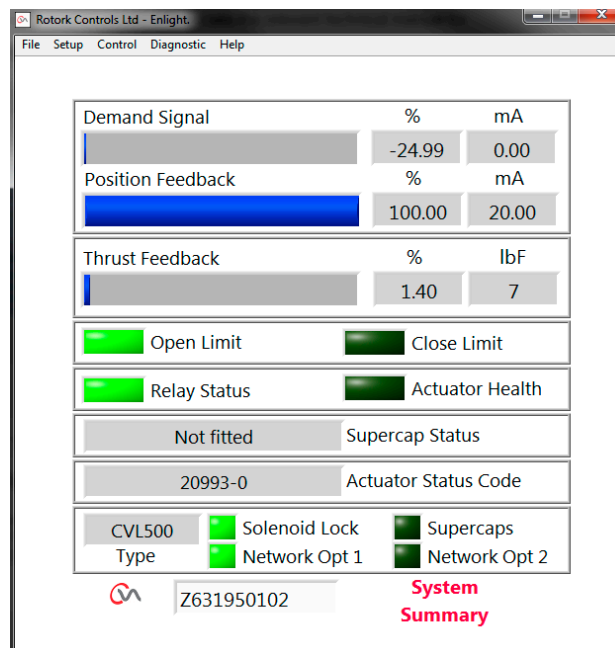 Rotork Controls Ltd - Enlight.
File Setup Control Diagnostic Help
Demand Signal % mA
-24.99 0.00
Position Feedback % mA
100.00 20.00
Thrust Feedback % lbF
1.40 7
Open Limit Close Limit
Relay Status Actuator Health
Not fitted Supercap Status
20993-0 Actuator Status Code
CVL500 Solenoid Lock Supercaps
Type Network Opt 1 Network Opt 2
Z631950102 System
Summary